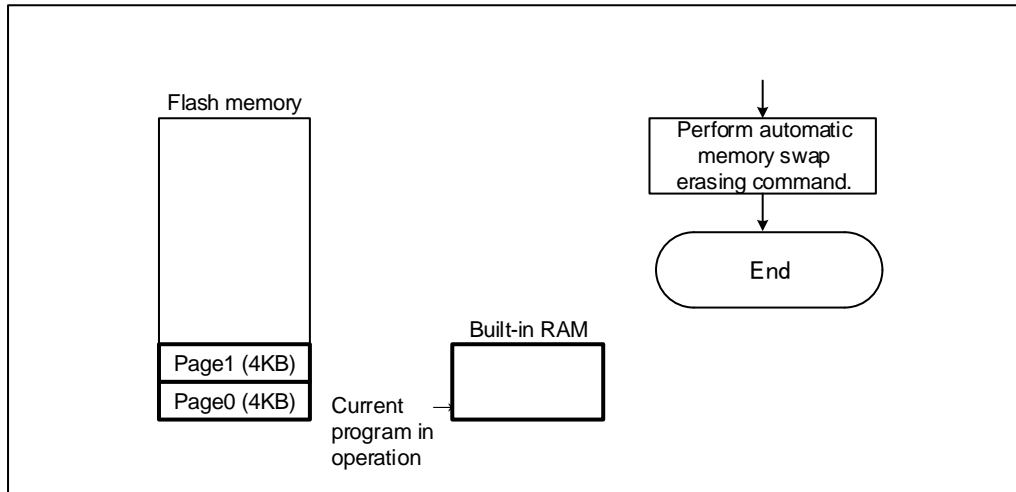 Flash memory
Perform automatic
memory swap
erasing command.
End
Built-in RAM
Page1 (4KB)
Page0 (4KB)
Current
program in
operation